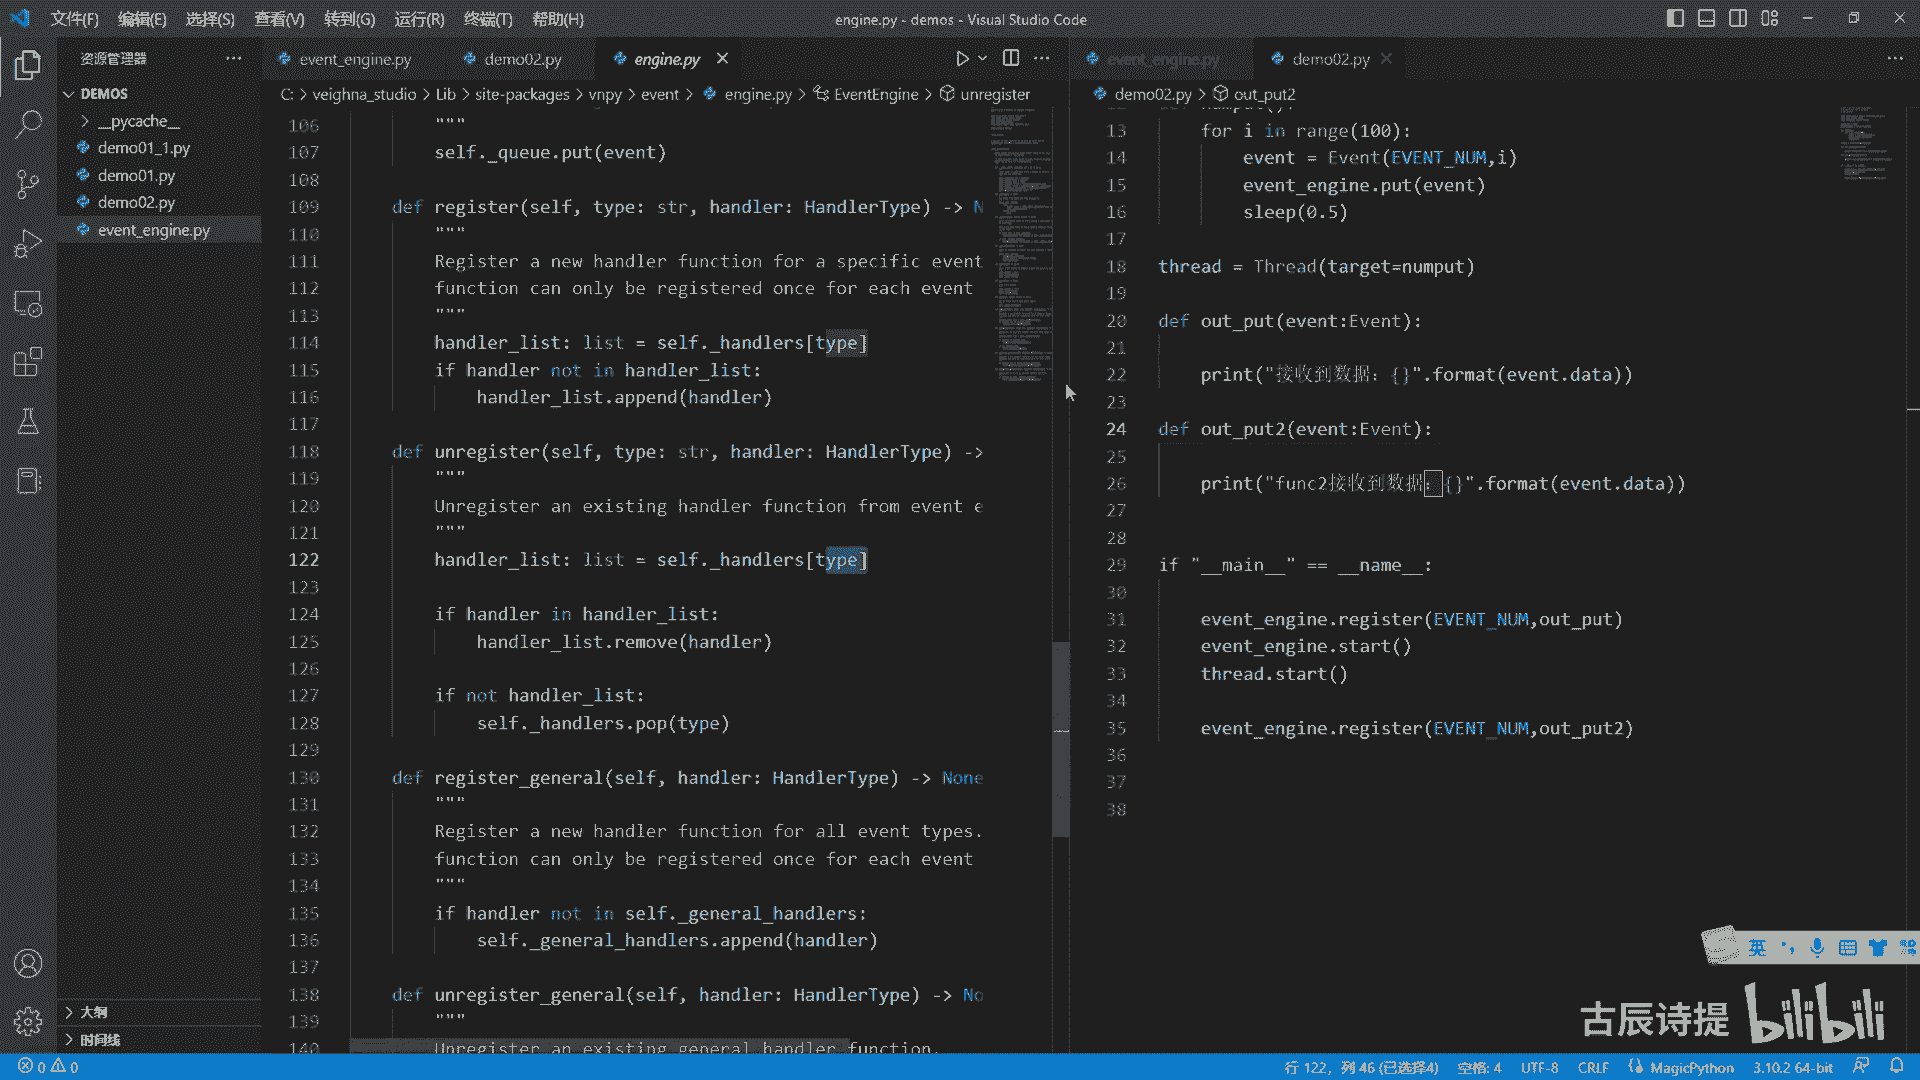 文件(F) 编辑(E) 选择(S) 查看(V) 转到(G) 运行(R) 终端(T) 帮助(H)
engine.py - demos - Visual Studio Code
资源管理器
DEMOS
__pycache__
demo01_1.py
demo01.py
demo02.py
event_engine.py
大纲
时间线
event_engine.py demo02.py engine.py
C: > veighna_studio > Lib > site-packages > vnpy > event > engine.py > EventEngine > unregister
106 """
107 self._queue.put(event)
108
109 def register(self, type: str, handler: HandlerType) -> N
110 """
111 Register a new handler function for a specific event
112 function can only be registered once for each event
113 """
114 handler_list: list = self._handlers[type]
115 if handler not in handler_list:
116 handler_list.append(handler)
117
118 def unregister(self, type: str, handler: HandlerType) ->
119 """
120 Unregister an existing handler function from event e
121 """
122 handler_list: list = self._handlers[type]
123
124 if handler in handler_list:
125 handler_list.remove(handler)
126
127 if not handler_list:
128 self._handlers.pop(type)
129
130 def register_general(self, handler: HandlerType) -> None
131 """
132 Register a new handler function for all event types.
133 function can only be registered once for each event
134 """
135 if handler not in self._general_handlers:
136 self._general_handlers.append(handler)
137
138 def unregister_general(self, handler: HandlerType) -> No
139 """
140 Unregister an existing general handler function.
event_engine.py demo02.py
demo02.py > out_put2
13 for i in range(100):
14 event = Event(EVENT_NUM,i)
15 event_engine.put(event)
16 sleep(0.5)
17
18 thread = Thread(target=numput)
19
20 def out_put(event:Event):
21
22 print("接收到数据: {}".format(event.data))
23
24 def out_put2(event:Event):
25
26 print("func2接收到数据：{}".format(event.data))
27
28
29 if "__main__" == __name__:
30
31 event_engine.register(EVENT_NUM,out_put)
32 event_engine.start()
33 thread.start()
34
35 event_engine.register(EVENT_NUM,out_put2)
36
37
38
英
古辰诗提 bilibili
0 0
行 122，列 46 (已选择4) 空格: 4 UTF-8 CRLF MagicPython 3.10.2 64-bit